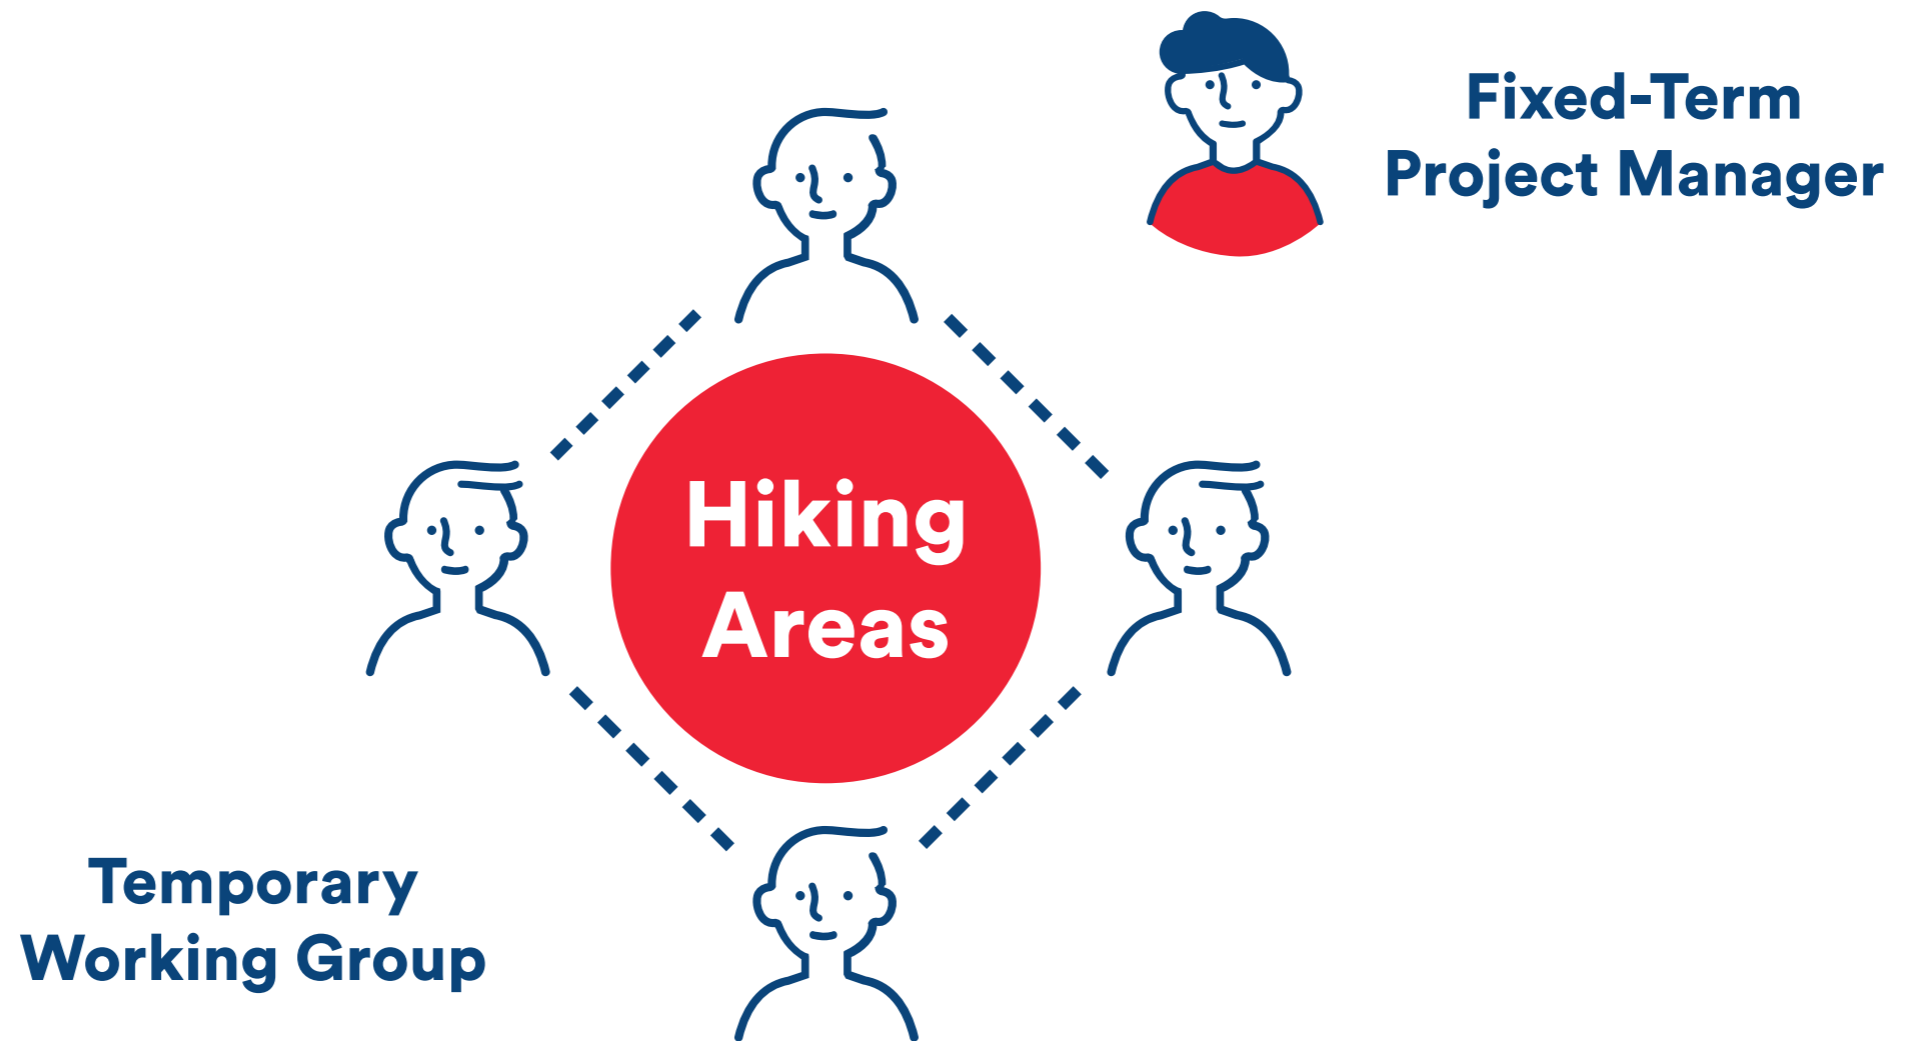 Fixed-Term
Project Manager
Hiking
Areas
Temporary
Working Group